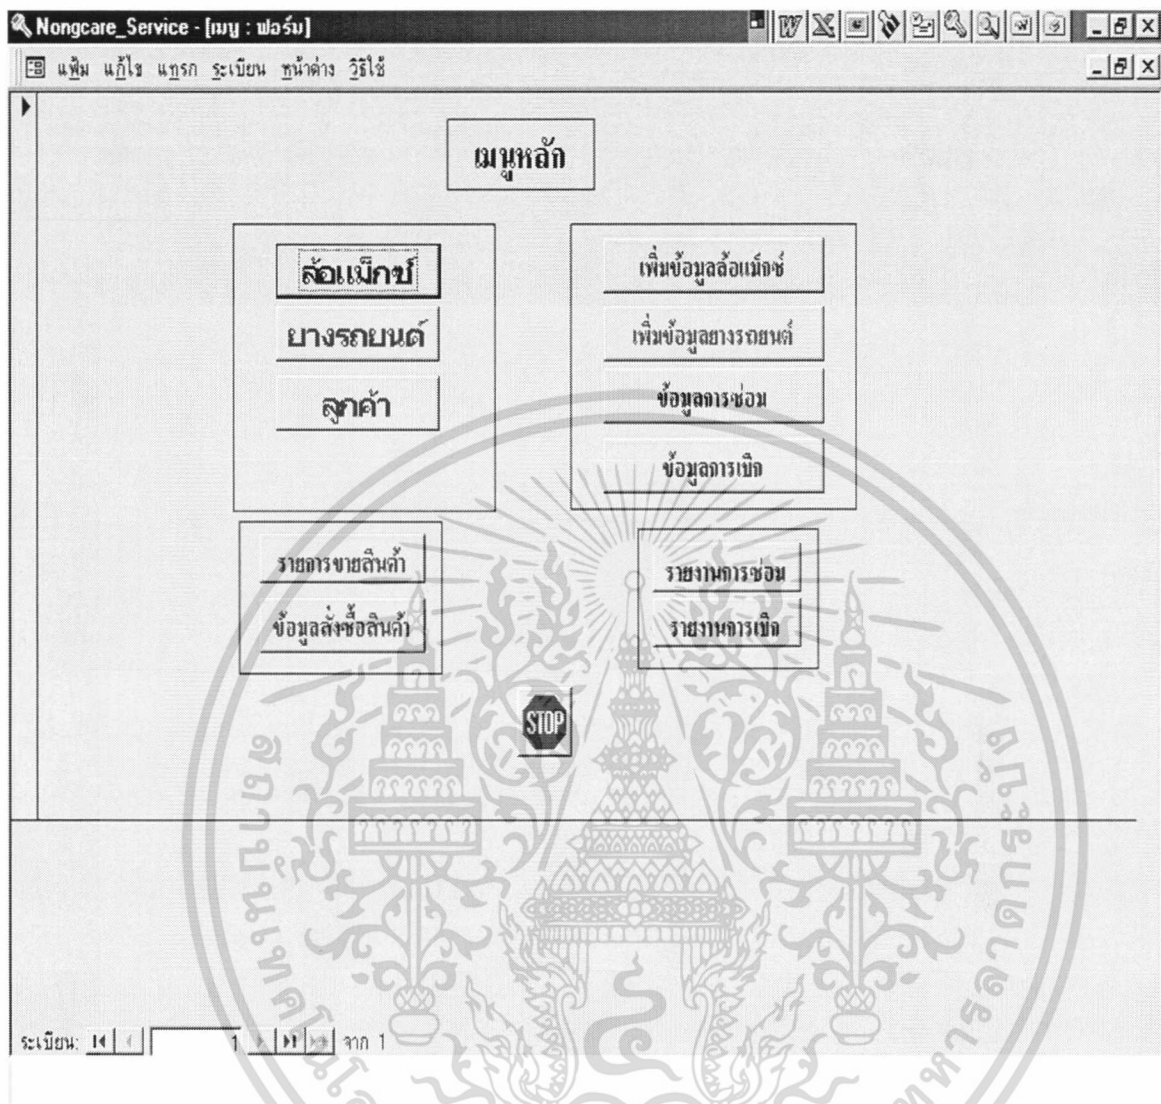 Nongcare_Service - [เมนู : ฟอร์ม]
แฟ้ม แก้ไข แทรก ระเบียน หน้าต่าง วิธีใช้
เมนูหลัก
ล้อแม็กซ์
ยางรถยนต์
ลูกค้า
เพิ่มข้อมูลล้อแม็กซ์
เพิ่มข้อมูลยางรถยนต์
ข้อมูลการซ่อม
ข้อมูลการเบิก
รายการขายสินค้า
ข้อมูลสั่งซื้อสินค้า
รายงานการซ่อม
รายงานการเบิก
STOP
ระเบียน: 1 จาก 1